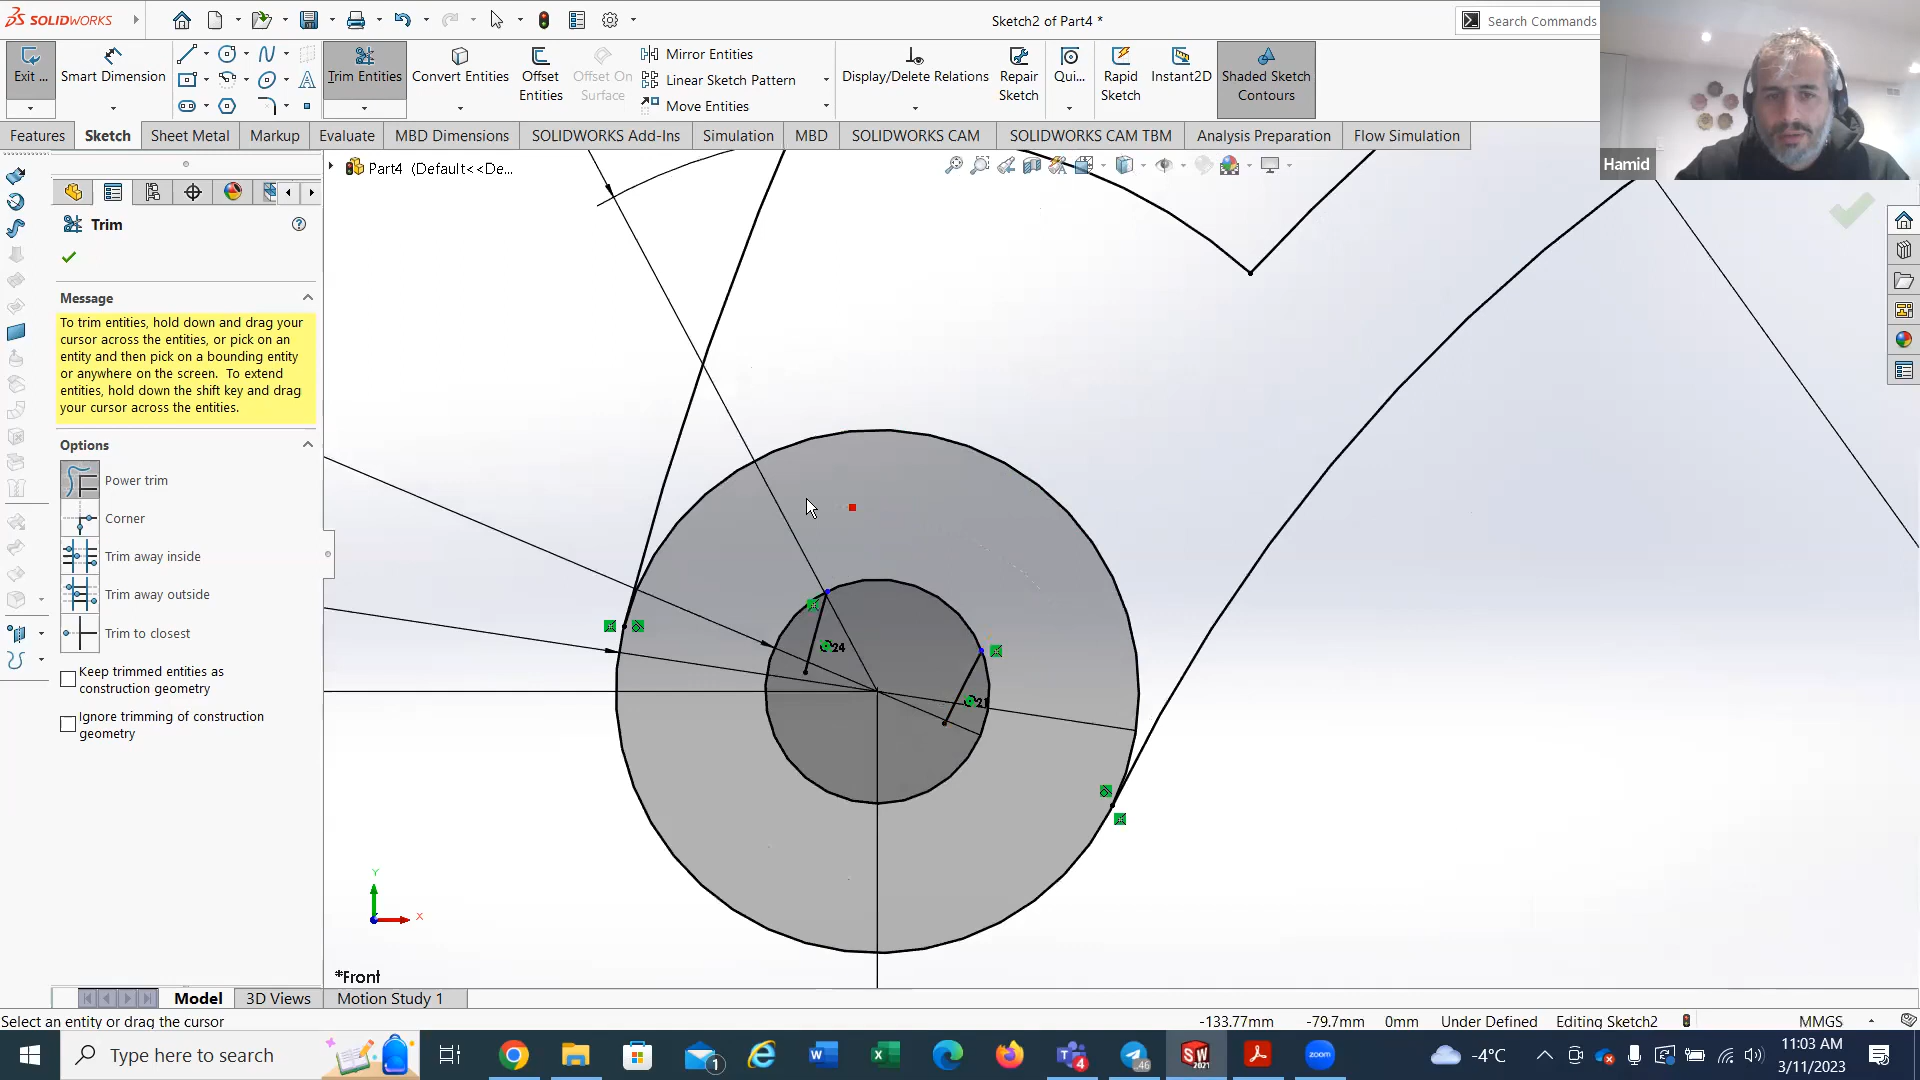 SOLIDWORKS
Sketch2 of Part4 *
Search Commands
Exit ...
Smart Dimension
Trim Entities
Convert Entities
Offset Entities
Offset On Surface
Mirror Entities
Linear Sketch Pattern
Move Entities
Display/Delete Relations
Repair Sketch
Qui...
Rapid Sketch
Instant2D
Shaded Sketch Contours
Hamid
Features
Sketch
Sheet Metal
Markup
Evaluate
MBD Dimensions
SOLIDWORKS Add-Ins
Simulation
MBD
SOLIDWORKS CAM
SOLIDWORKS CAM TBM
Analysis Preparation
Flow Simulation
Part4 (Default<<De...
Trim
Message
To trim entities, hold down and drag your
cursor across the entities, or pick on an
entity and then pick on a bounding entity
or anywhere on the screen. To extend
entities, hold down the shift key and drag
your cursor across the entities.
Options
Power trim
Corner
Trim away inside
Trim away outside
Trim to closest
Keep trimmed entities as
construction geometry
Ignore trimming of construction
geometry
Y
X
*Front
Model
3D Views
Motion Study 1
Select an entity or drag the cursor
-133.77mm
-79.7mm
0mm
Under Defined
Editing Sketch2
MMGS
Type here to search
1
4
46
SW
2021
zoom
-4°C
11:03 AM
3/11/2023